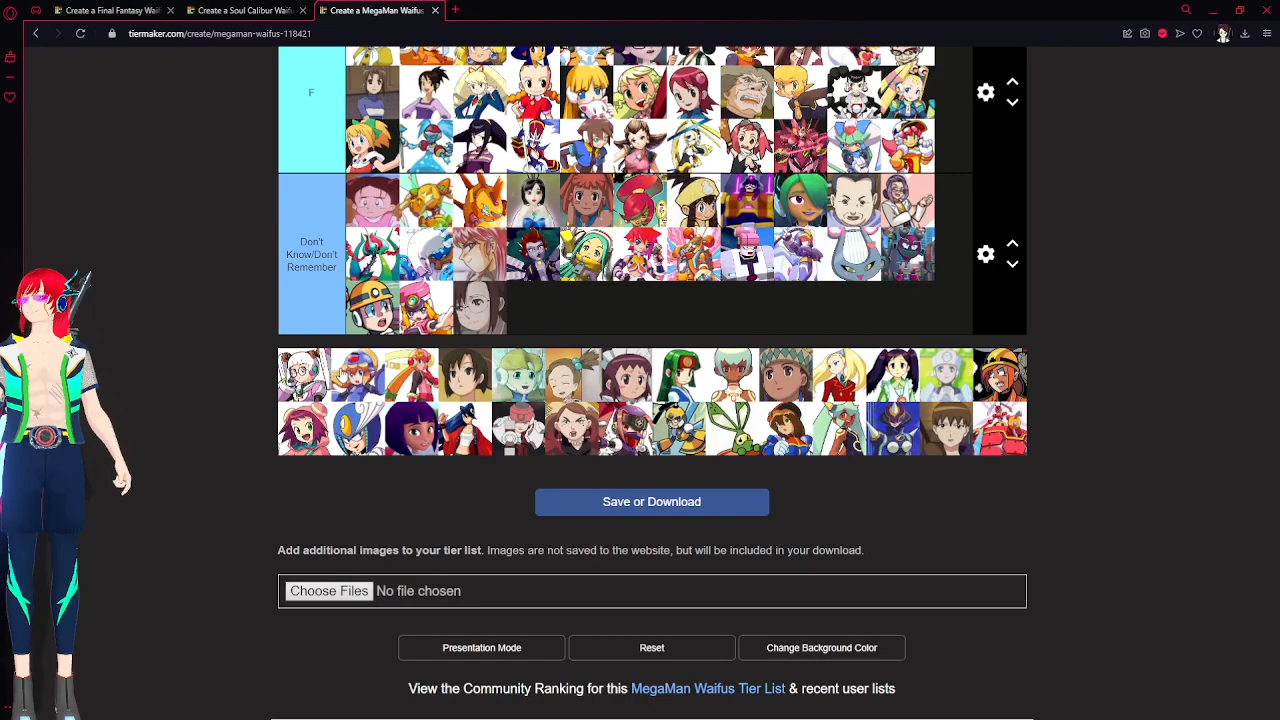 Create a Final Fantasy Waif
Create a Soul Calibur Waifu
Create a MegaMan Waifus
tiermaker.com/create/megaman-waifus-118421
F
Don't
Know/Don't
Remember
Save or Download
Add additional images to your tier list. Images are not saved to the website, but will be included in your download.
Choose Files No file chosen
Presentation Mode
Reset
Change Background Color
View the Community Ranking for this MegaMan Waifus Tier List & recent user lists